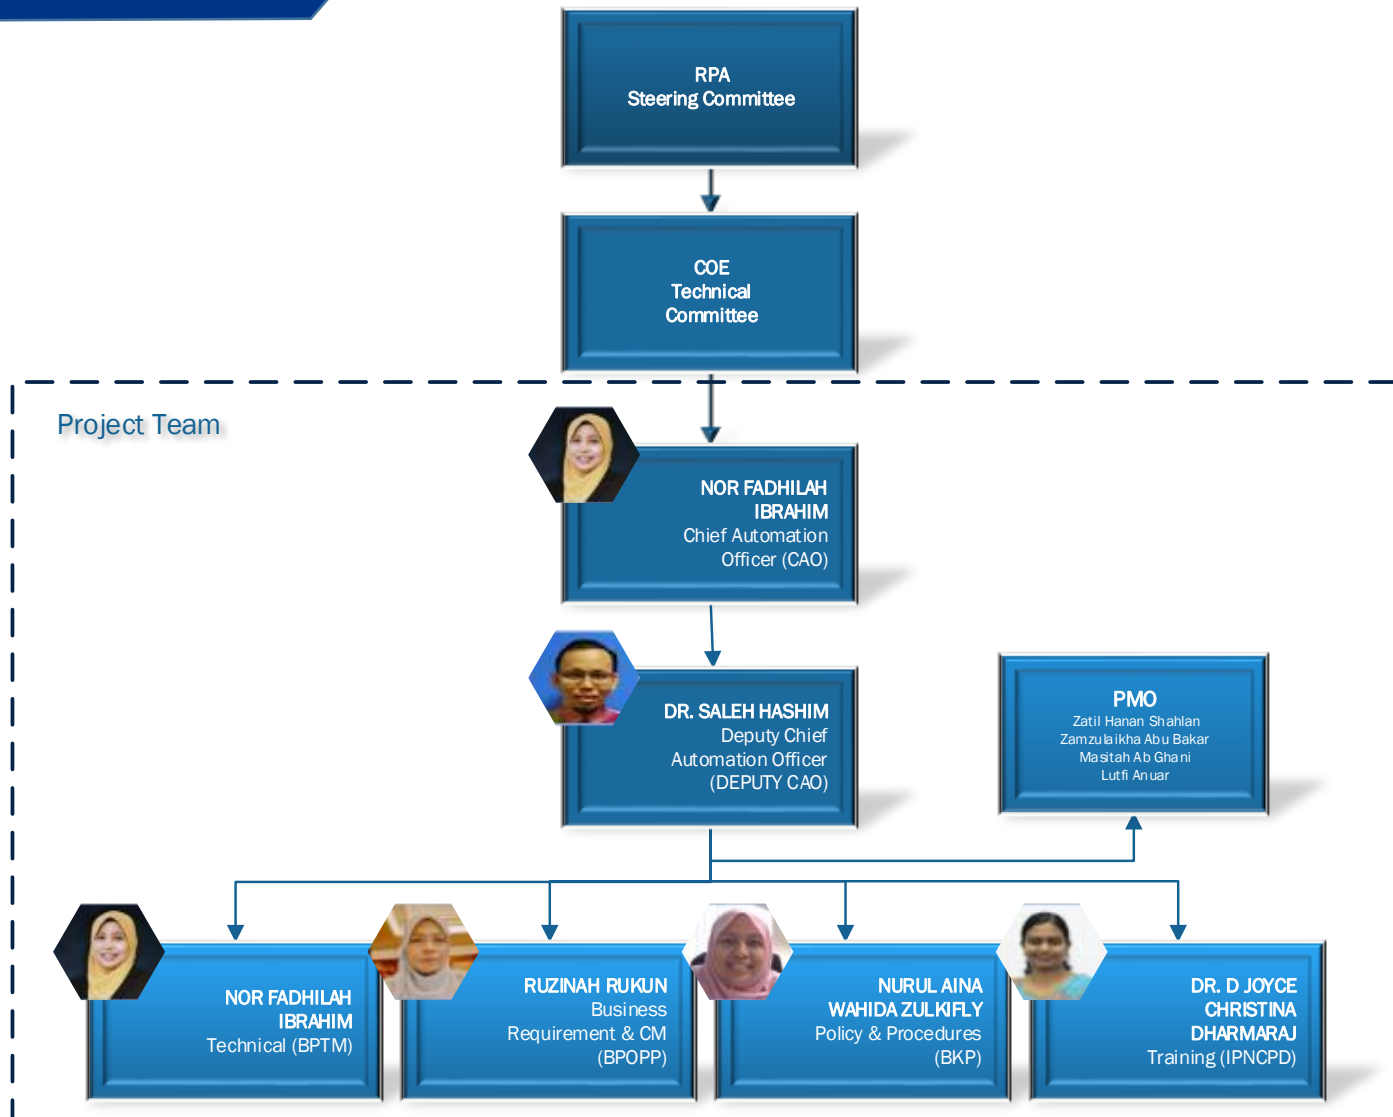 RPA
Steering Committee
COE
Technical
Committee
Project Team
NOR FADHILAH
IBRAHIM
Chief Automation
Officer (CAO)
DR. SALEH HASHIM
Deputy Chief
Automation Officer
(DEPUTY CAO)
PMO
Zatil Hanan Shahlan
Zamzulaikha Abu Bakar
Masitah Ab Ghani
Lutfi Anuar
NOR FADHILAH
IBRAHIM
Technical (BPTM)
RUZINAH RUKUN
Business
Requirement & CM
(BPOPP)
NURUL AINA
WAHIDA ZULKIFLY
Policy & Procedures
(BKP)
DR. D JOYCE
CHRISTINA
DHARMARAJ
Training (IPNCPD)